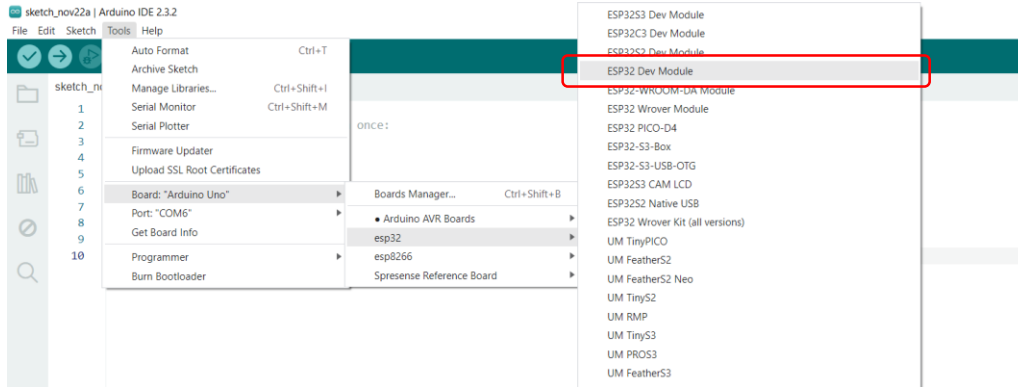 sketch_nov22a | Arduino IDE 2.3.2
File Edit Sketch Tools Help
sketch_no
1
2
3
4
5
6
7
8
9
10
once:
Auto Format Ctrl+T
Archive Sketch
Manage Libraries... Ctrl+Shift+I
Serial Monitor Ctrl+Shift+M
Serial Plotter
Firmware Updater
Upload SSL Root Certificates
Board: "Arduino Uno"
Port: "COM6"
Get Board Info
Programmer
Burn Bootloader
Boards Manager... Ctrl+Shift+B
• Arduino AVR Boards
esp32
esp8266
Spresense Reference Board
ESP32S3 Dev Module
ESP32C3 Dev Module
ESP32S2 Dev Module
ESP32 Dev Module
ESP32-WROOM-DA Module
ESP32 Wrover Module
ESP32 PICO-D4
ESP32-S3-Box
ESP32-S3-USB-OTG
ESP32S3 CAM LCD
ESP32S2 Native USB
ESP32 Wrover Kit (all versions)
UM TinyPICO
UM FeatherS2
UM FeatherS2 Neo
UM TinyS2
UM RMP
UM TinyS3
UM PROS3
UM FeatherS3